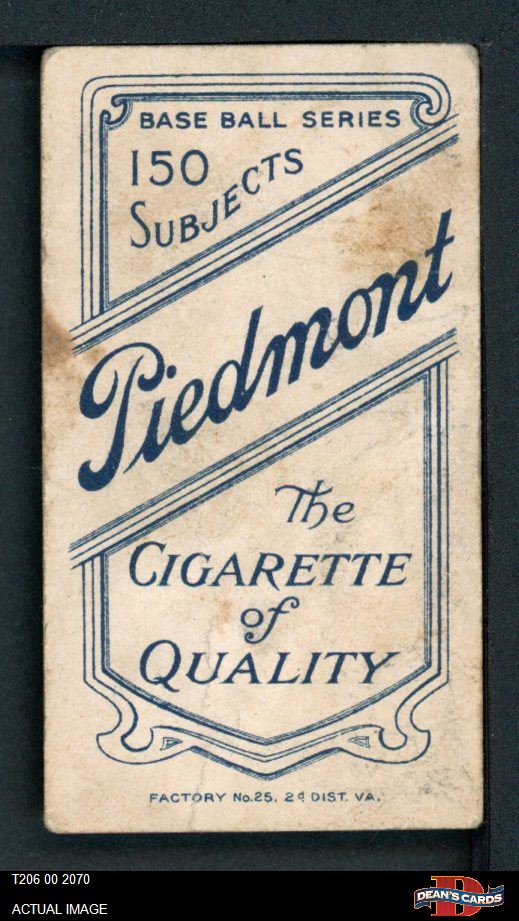 BASE BALL SERIES
150
SUBJECTS
Piedmont
The
CIGARETTE
of
QUALITY
FACTORY No.25, 2d DIST. VA.
T206 00 2070
ACTUAL IMAGE
D
DEAN'S CARDS